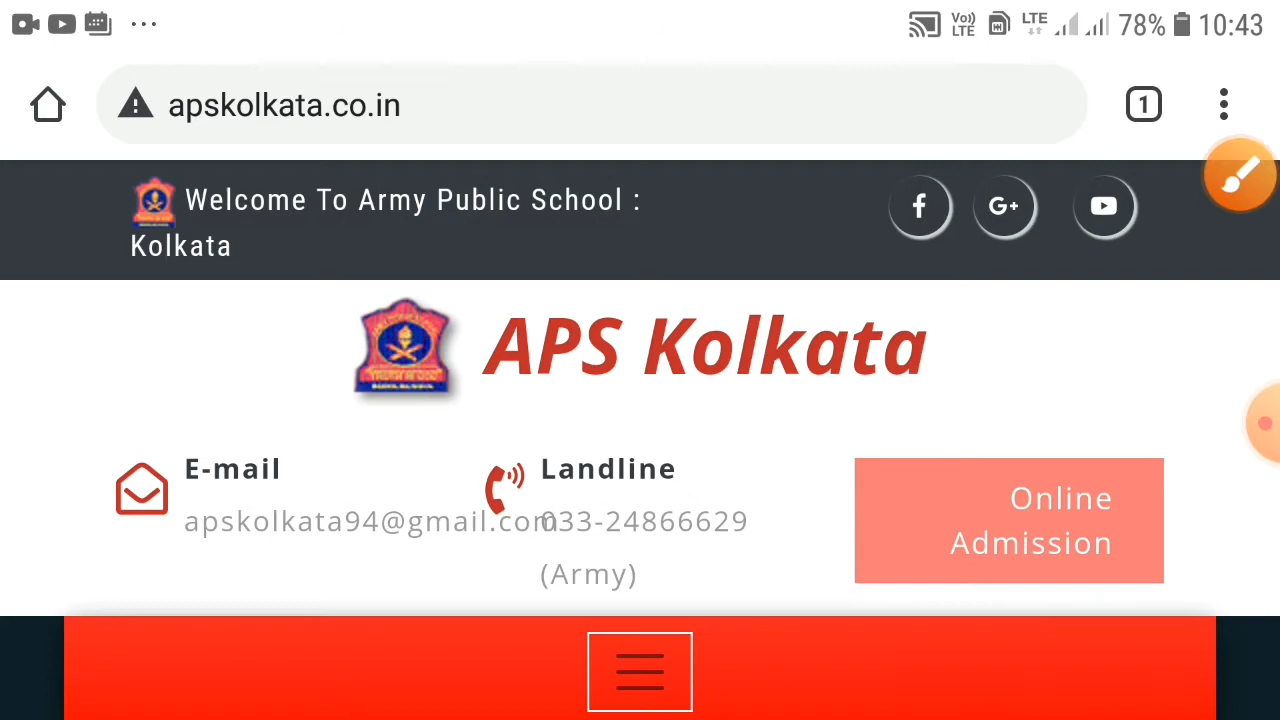 Vo)) LTE LTE 78% 10:43
apskolkata.co.in
1
Welcome To Army Public School :
Kolkata
G+
APS Kolkata
E-mail
apskolkata94@gmail.com
Landline
033-24866629
(Army)
Online
Admission